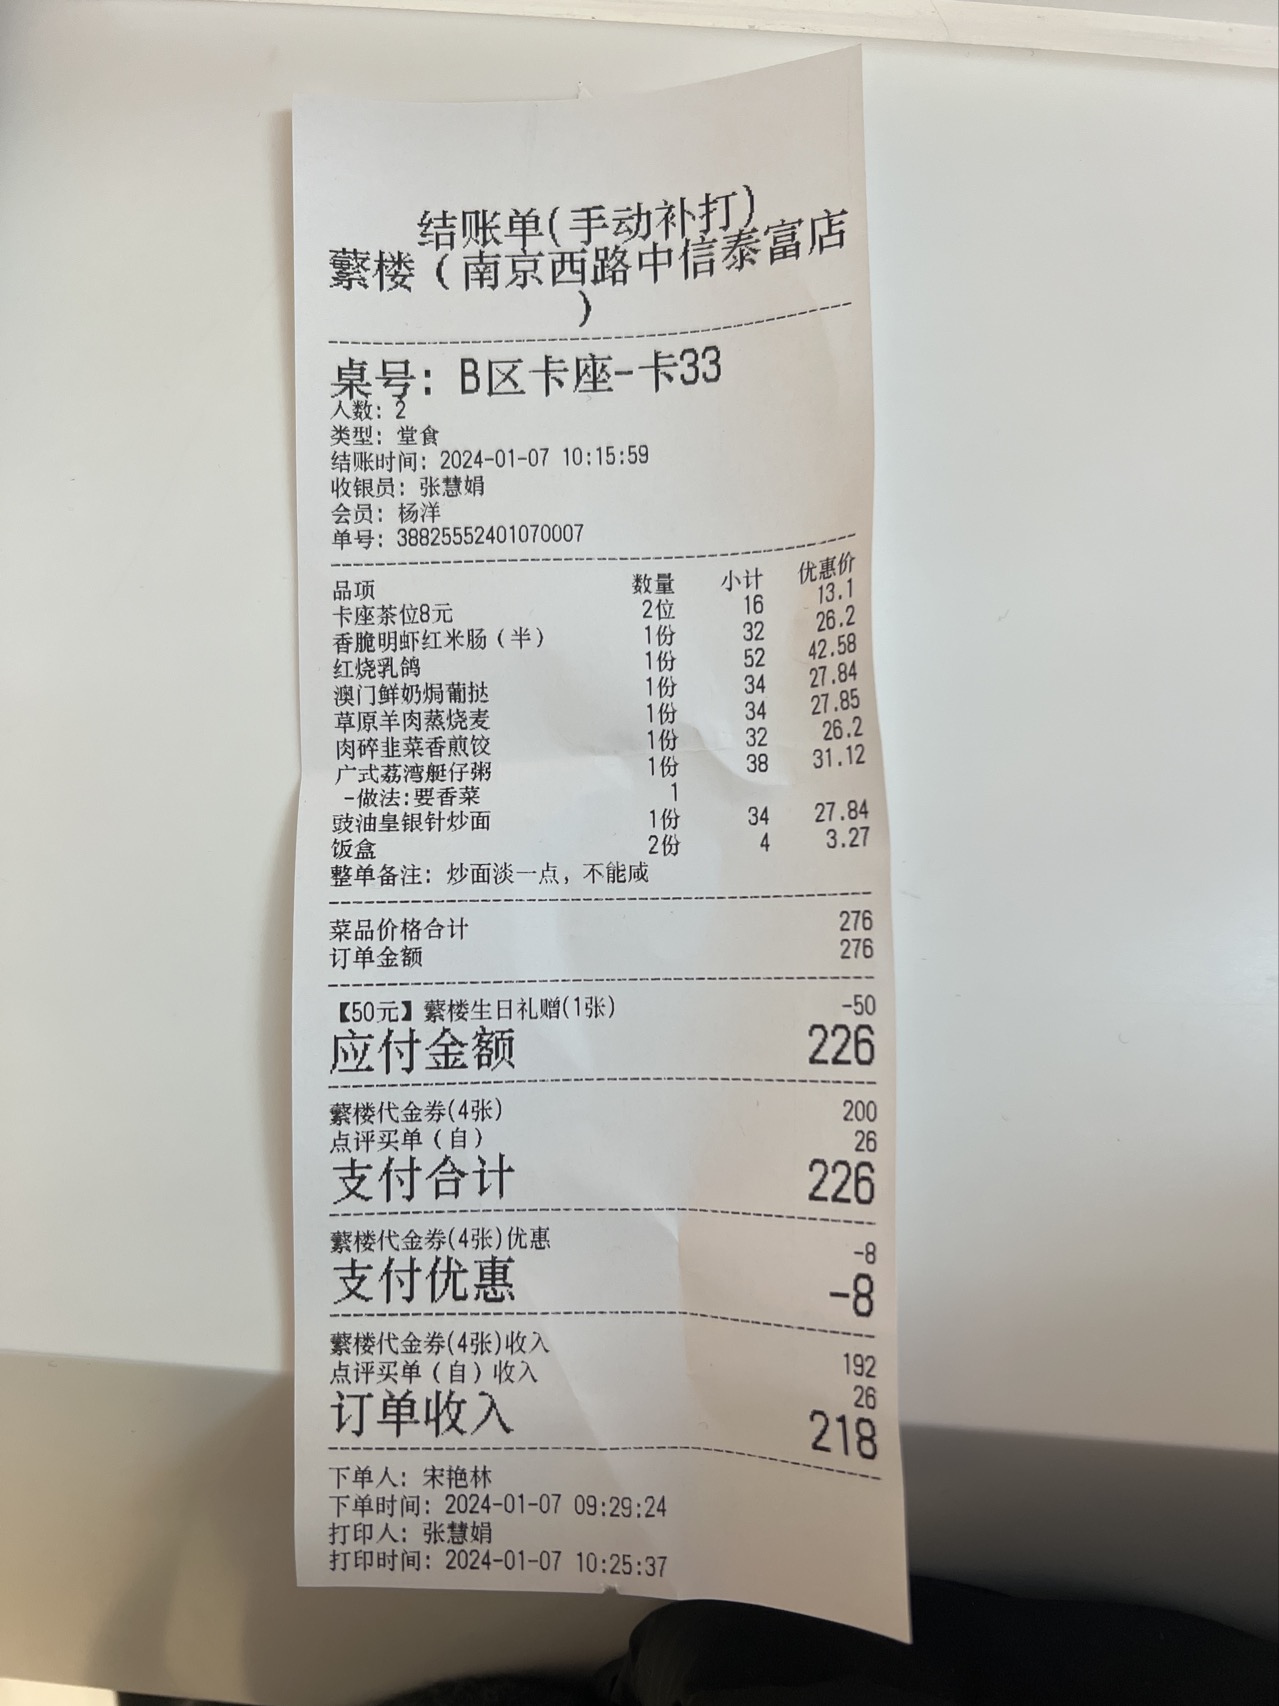 结账单(手动补打)
蘩楼（南京西路中信泰富店
）
桌号: B区卡座-卡33
人数: 2
类型: 堂食
结账时间: 2024-01-07 10:15:59
收银员: 张慧娟
会员: 杨洋
单号: 38825552401070007
品项 数量 小计 优惠价
卡座茶位8元 2位 16 13.1
香脆明虾红米肠（半） 1份 32 26.2
红烧乳鸽 1份 52 42.58
澳门鲜奶焗葡挞 1份 34 27.84
草原羊肉蒸烧麦 1份 34 27.85
肉碎韭菜香煎饺 1份 32 26.2
广式荔湾艇仔粥 1份 38 31.12
-做法:要香菜 1
豉油皇银针炒面 1份 34 27.84
饭盒 2份 4 3.27
整单备注: 炒面淡一点, 不能咸
菜品价格合计 276
订单金额 276
【50元】蘩楼生日礼赠(1张) -50
应付金额 226
蘩楼代金券(4张) 200
点评买单（自） 26
支付合计 226
蘩楼代金券(4张)优惠 -8
支付优惠 -8
蘩楼代金券(4张)收入 192
点评买单（自）收入 26
订单收入 218
下单人: 宋艳林
下单时间: 2024-01-07 09:29:24
打印人: 张慧娟
打印时间: 2024-01-07 10:25:37